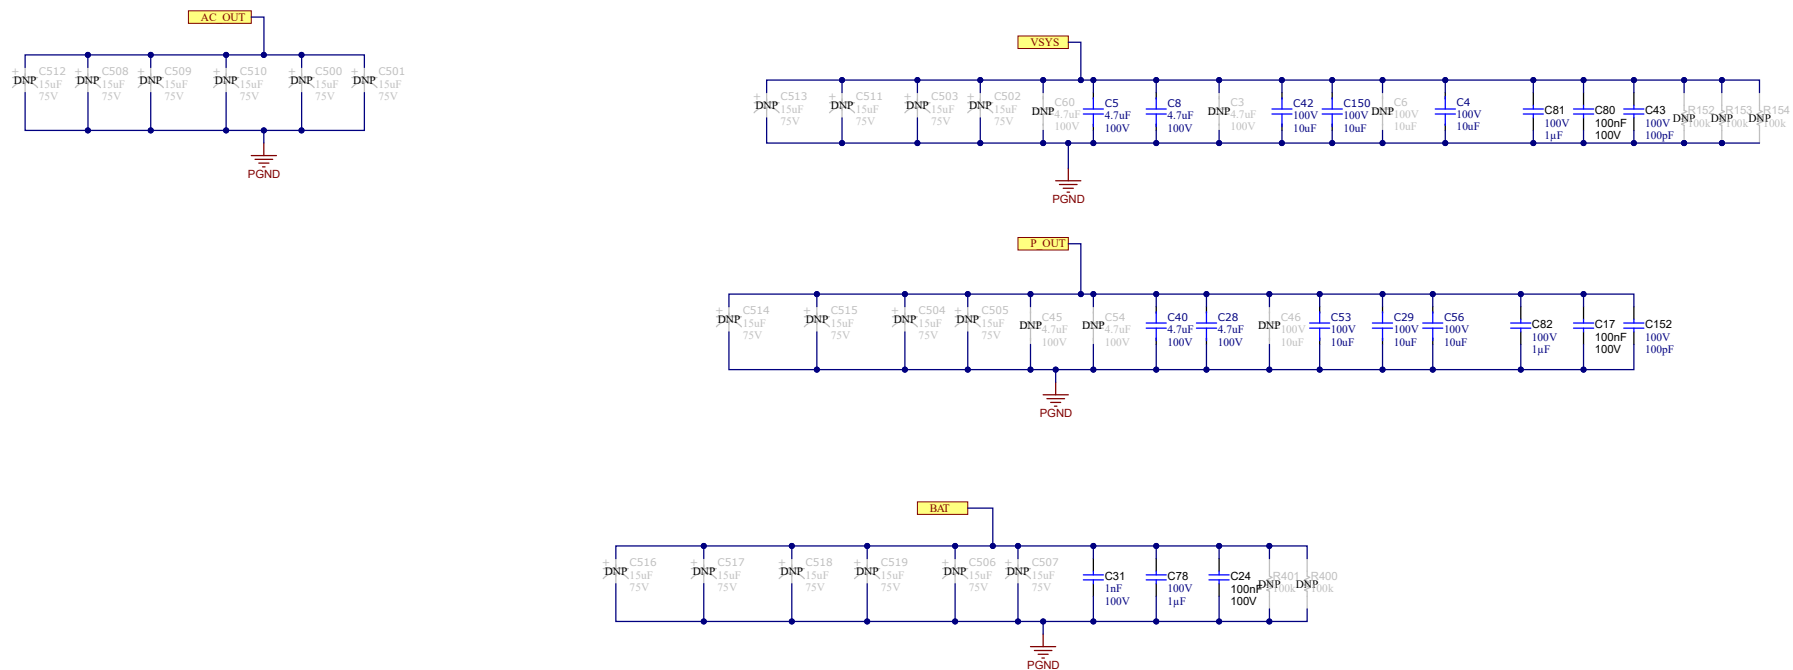 AC_OUT
+ DNP C512
15uF
75V
+ DNP C508
15uF
75V
+ DNP C509
15uF
75V
+ DNP C510
15uF
75V
+ DNP C500
15uF
75V
+ DNP C501
15uF
75V
PGND
VSYS
+ DNP C513
15uF
75V
+ DNP C511
15uF
75V
+ DNP C503
15uF
75V
+ DNP C502
15uF
75V
DNP C60
4.7uF
100V
C5
4.7uF
100V
C8
4.7uF
100V
DNP C3
4.7uF
100V
C42
100V
10uF
C150
100V
10uF
DNP C6
100V
10uF
C4
100V
10uF
C81
100V
1µF
C80
100nF
100V
C43
100V
100pF
DNP R152
100k
DNP R153
100k
DNP R154
100k
PGND
P_OUT
+ DNP C514
15uF
75V
+ DNP C515
15uF
75V
+ DNP C504
15uF
75V
+ DNP C505
15uF
75V
DNP C45
4.7uF
100V
DNP C54
4.7uF
100V
C40
4.7uF
100V
C28
4.7uF
100V
DNP C46
100V
10uF
C53
100V
10uF
C29
100V
10uF
C56
100V
10uF
C82
100V
1µF
C17
100nF
100V
C152
100V
100pF
PGND
BAT
+ DNP C516
15uF
75V
+ DNP C517
15uF
75V
+ DNP C518
15uF
75V
+ DNP C519
15uF
75V
+ DNP C506
15uF
75V
+ DNP C507
15uF
75V
C31
1nF
100V
C78
100V
1µF
C24
100nF
100V
DNP R401
100k
DNP R400
100k
PGND